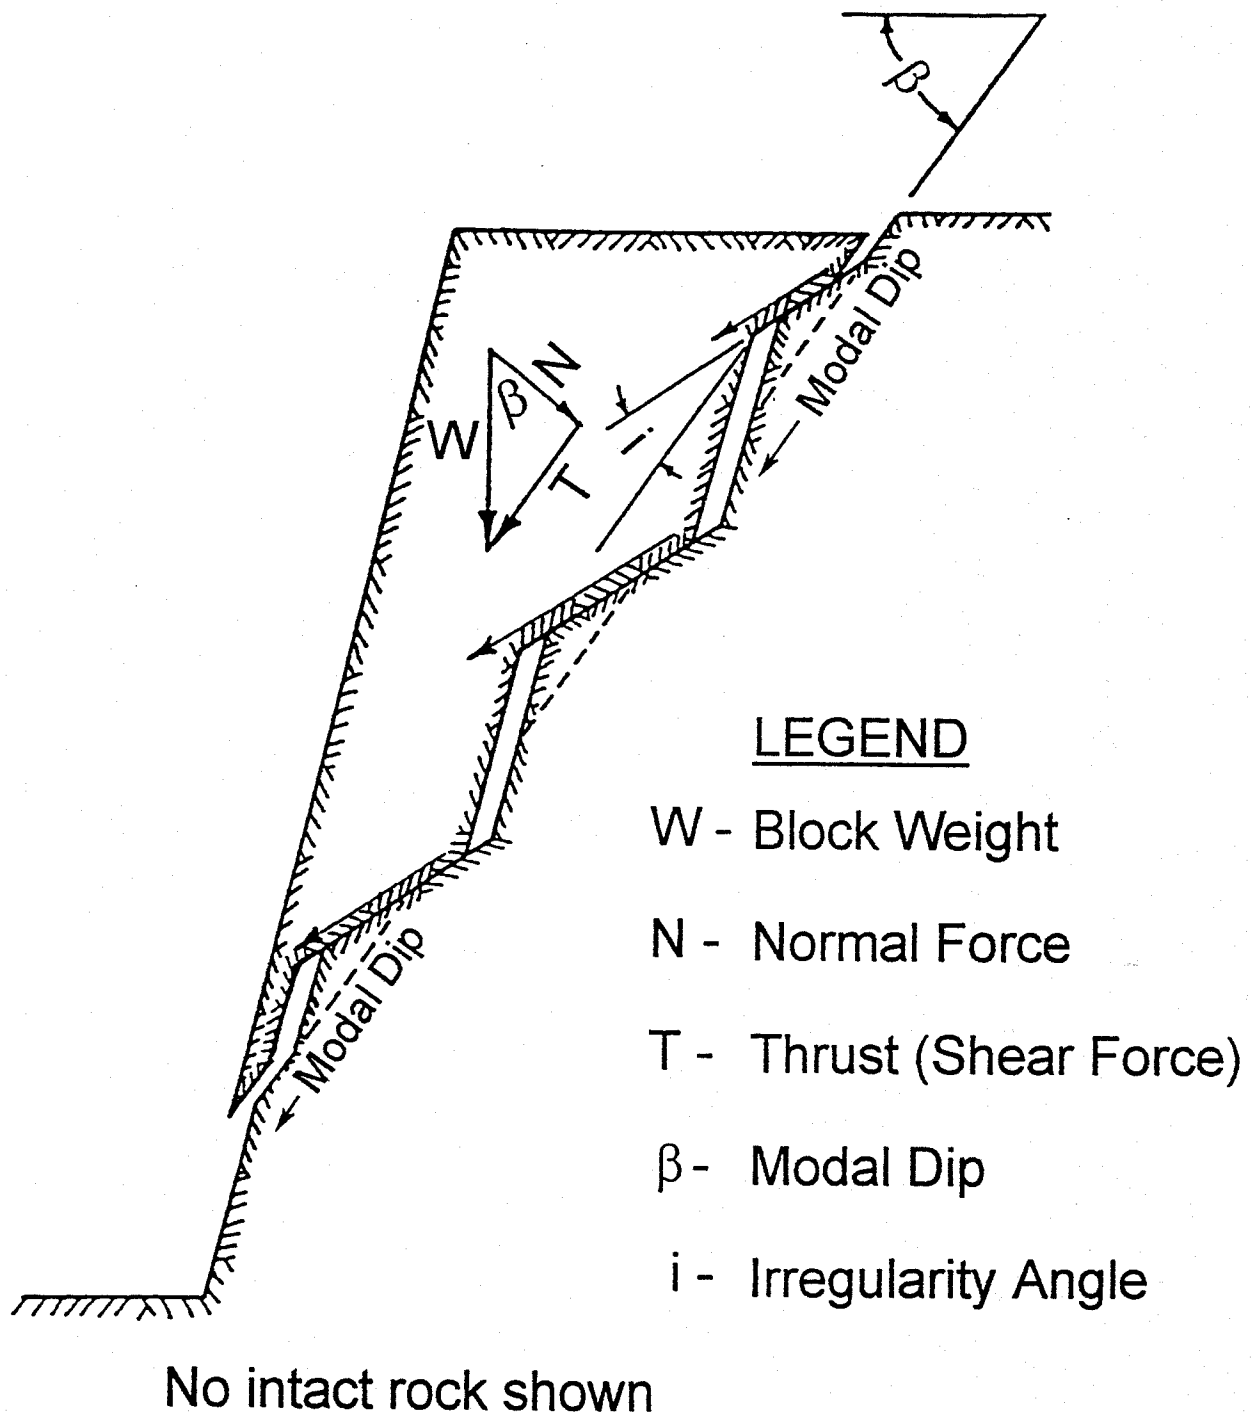 β
Modal Dip
N
β
W
i
T
Modal Dip
LEGEND
W - Block Weight
N - Normal Force
T - Thrust (Shear Force)
β - Modal Dip
i - Irregularity Angle
No intact rock shown